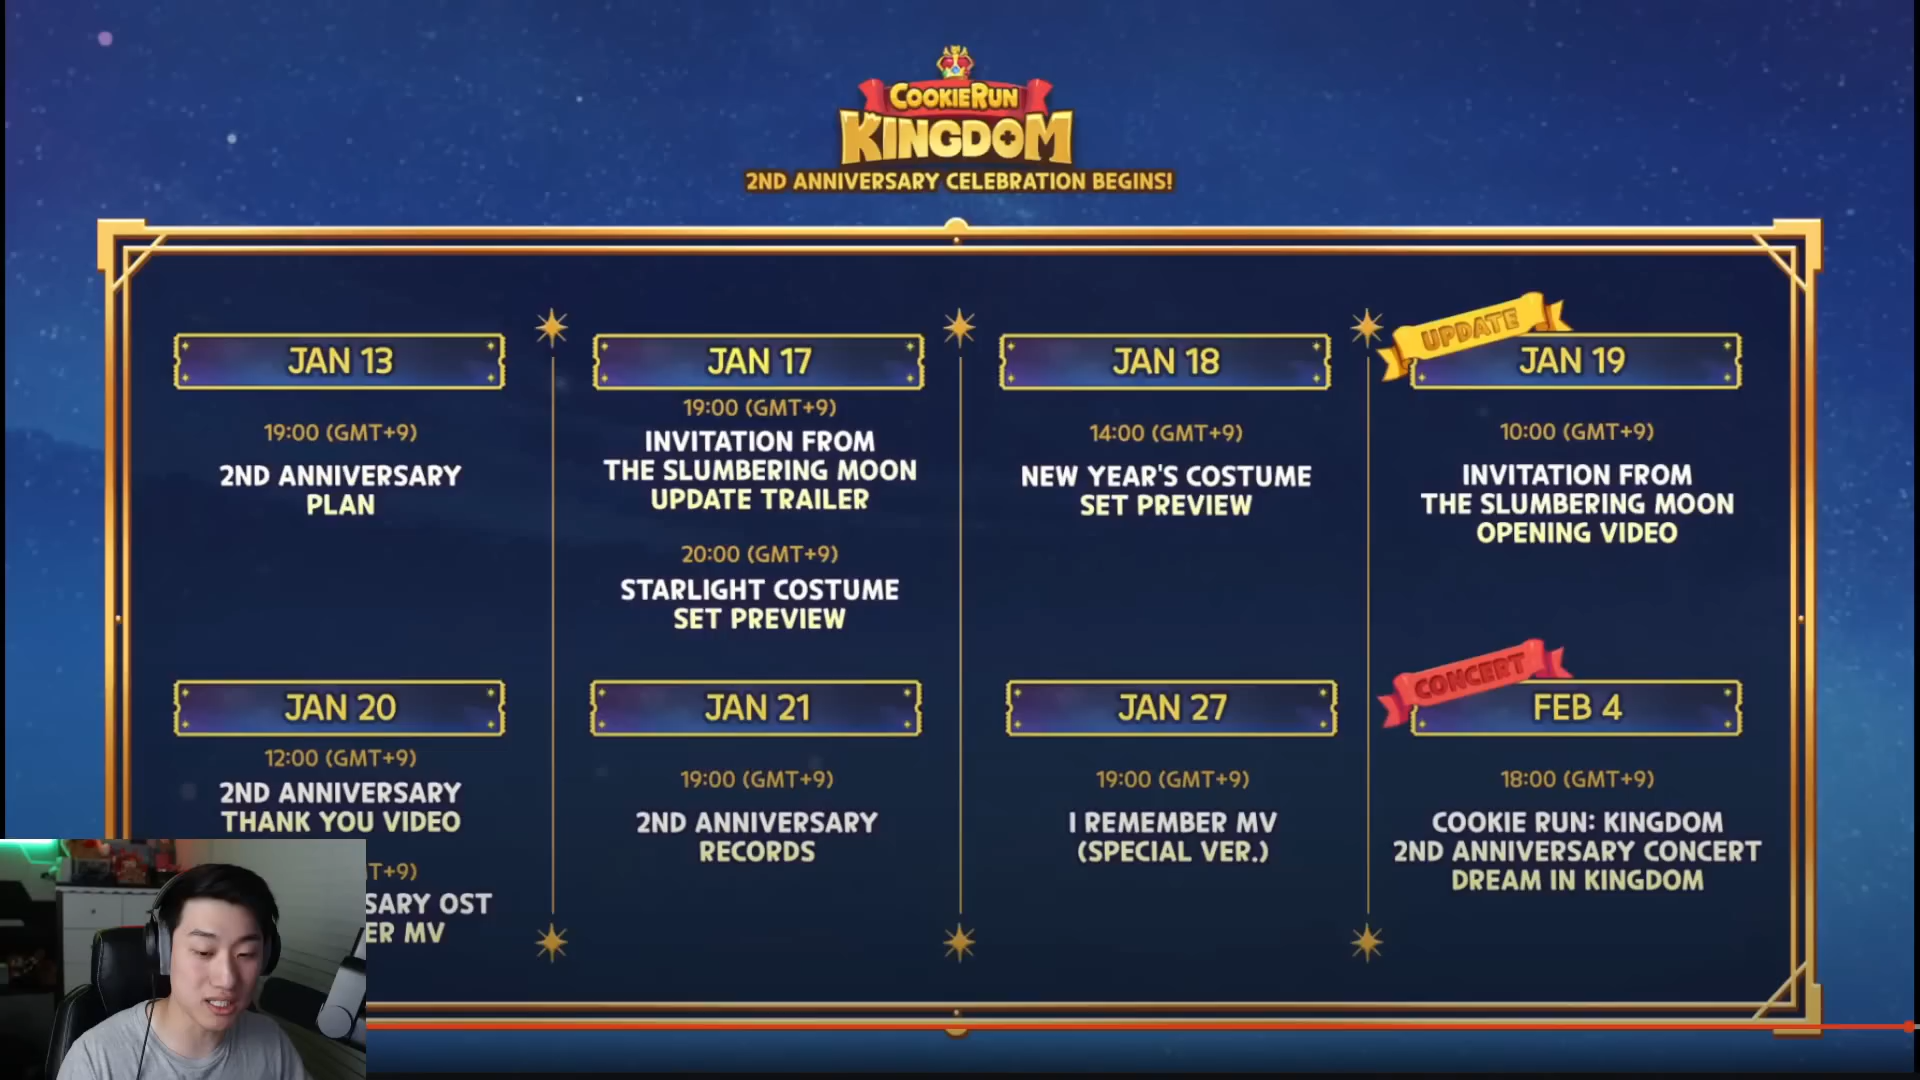 COOKIERUN
KINGDOM
2ND ANNIVERSARY CELEBRATION BEGINS!
JAN 13
19:00 (GMT+9)
2ND ANNIVERSARY
PLAN
JAN 17
19:00 (GMT+9)
INVITATION FROM
THE SLUMBERING MOON
UPDATE TRAILER
20:00 (GMT+9)
STARLIGHT COSTUME
SET PREVIEW
JAN 18
14:00 (GMT+9)
NEW YEAR'S COSTUME
SET PREVIEW
UPDATE
JAN 19
10:00 (GMT+9)
INVITATION FROM
THE SLUMBERING MOON
OPENING VIDEO
JAN 20
12:00 (GMT+9)
2ND ANNIVERSARY
THANK YOU VIDEO
T+9)
SARY OST
ER MV
JAN 21
19:00 (GMT+9)
2ND ANNIVERSARY
RECORDS
JAN 27
19:00 (GMT+9)
I REMEMBER MV
(SPECIAL VER.)
CONCERT
FEB 4
18:00 (GMT+9)
COOKIE RUN: KINGDOM
2ND ANNIVERSARY CONCERT
DREAM IN KINGDOM